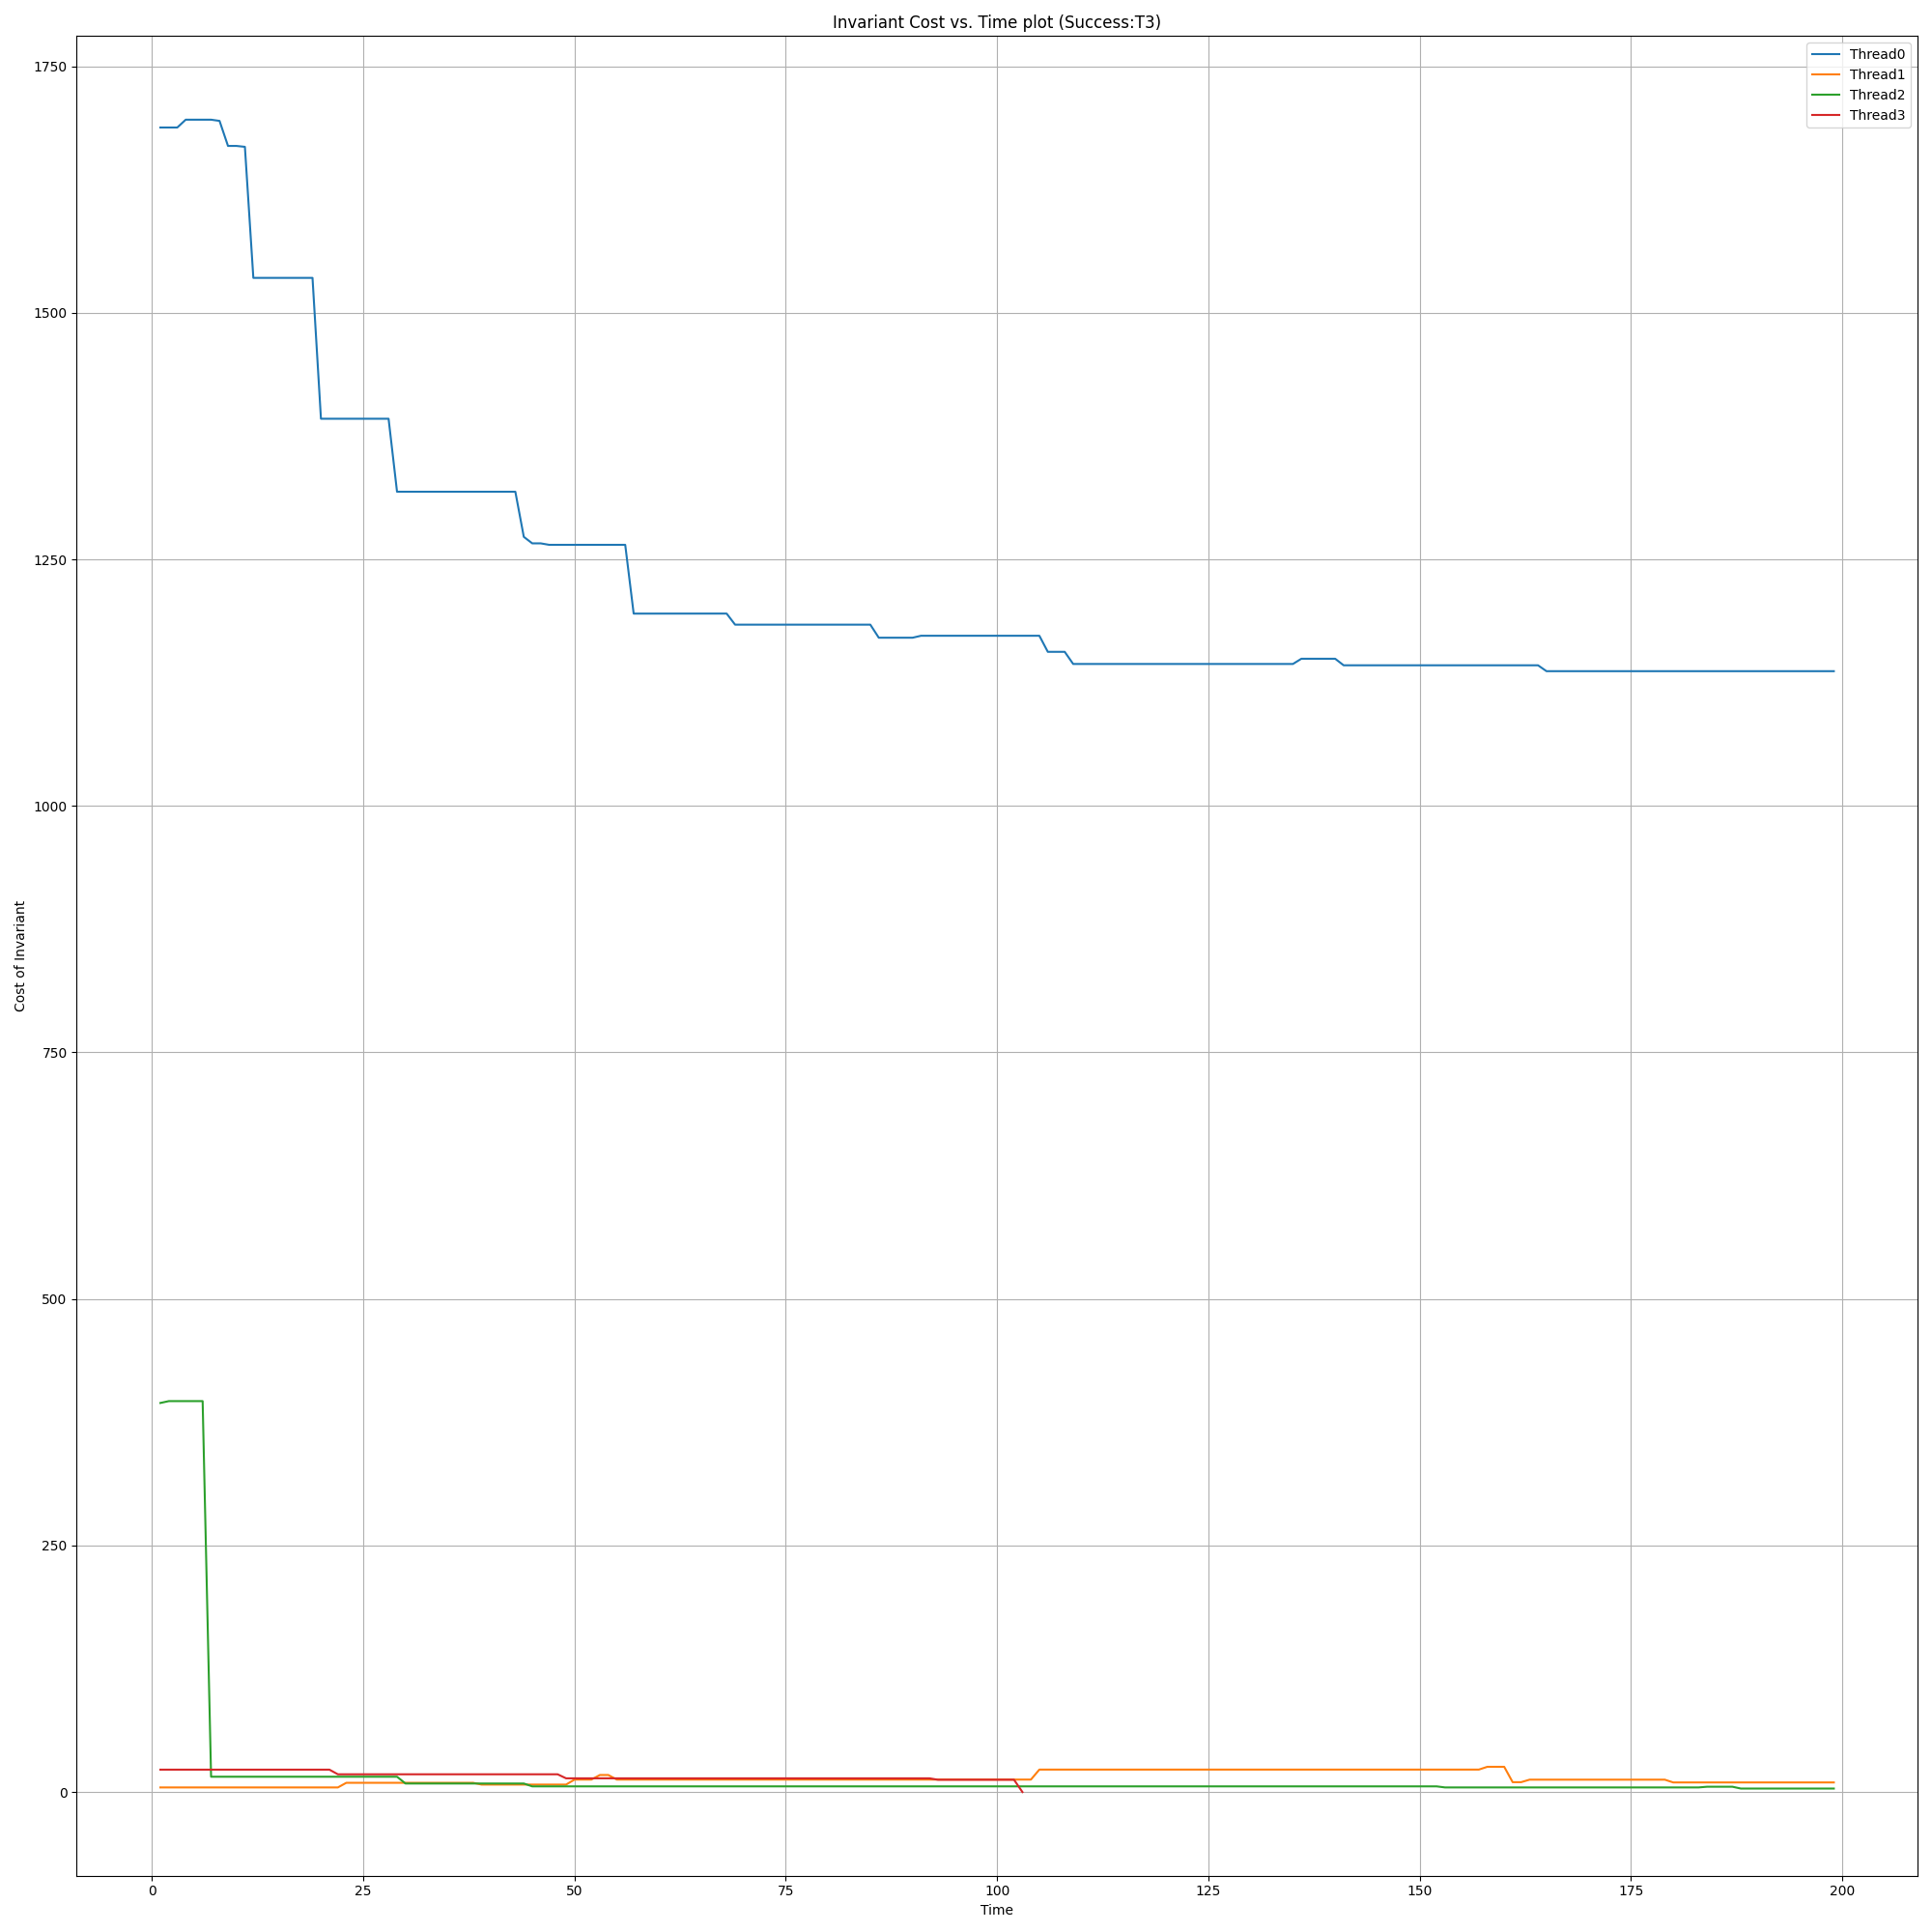 Invariant Cost vs. Time plot (Success:T3)
Thread0
Thread1
Thread2
Thread3
1750
1500
1250
1000
750
500
250
0
Cost of Invariant
0 25 50 75 100 125 150 175 200
Time